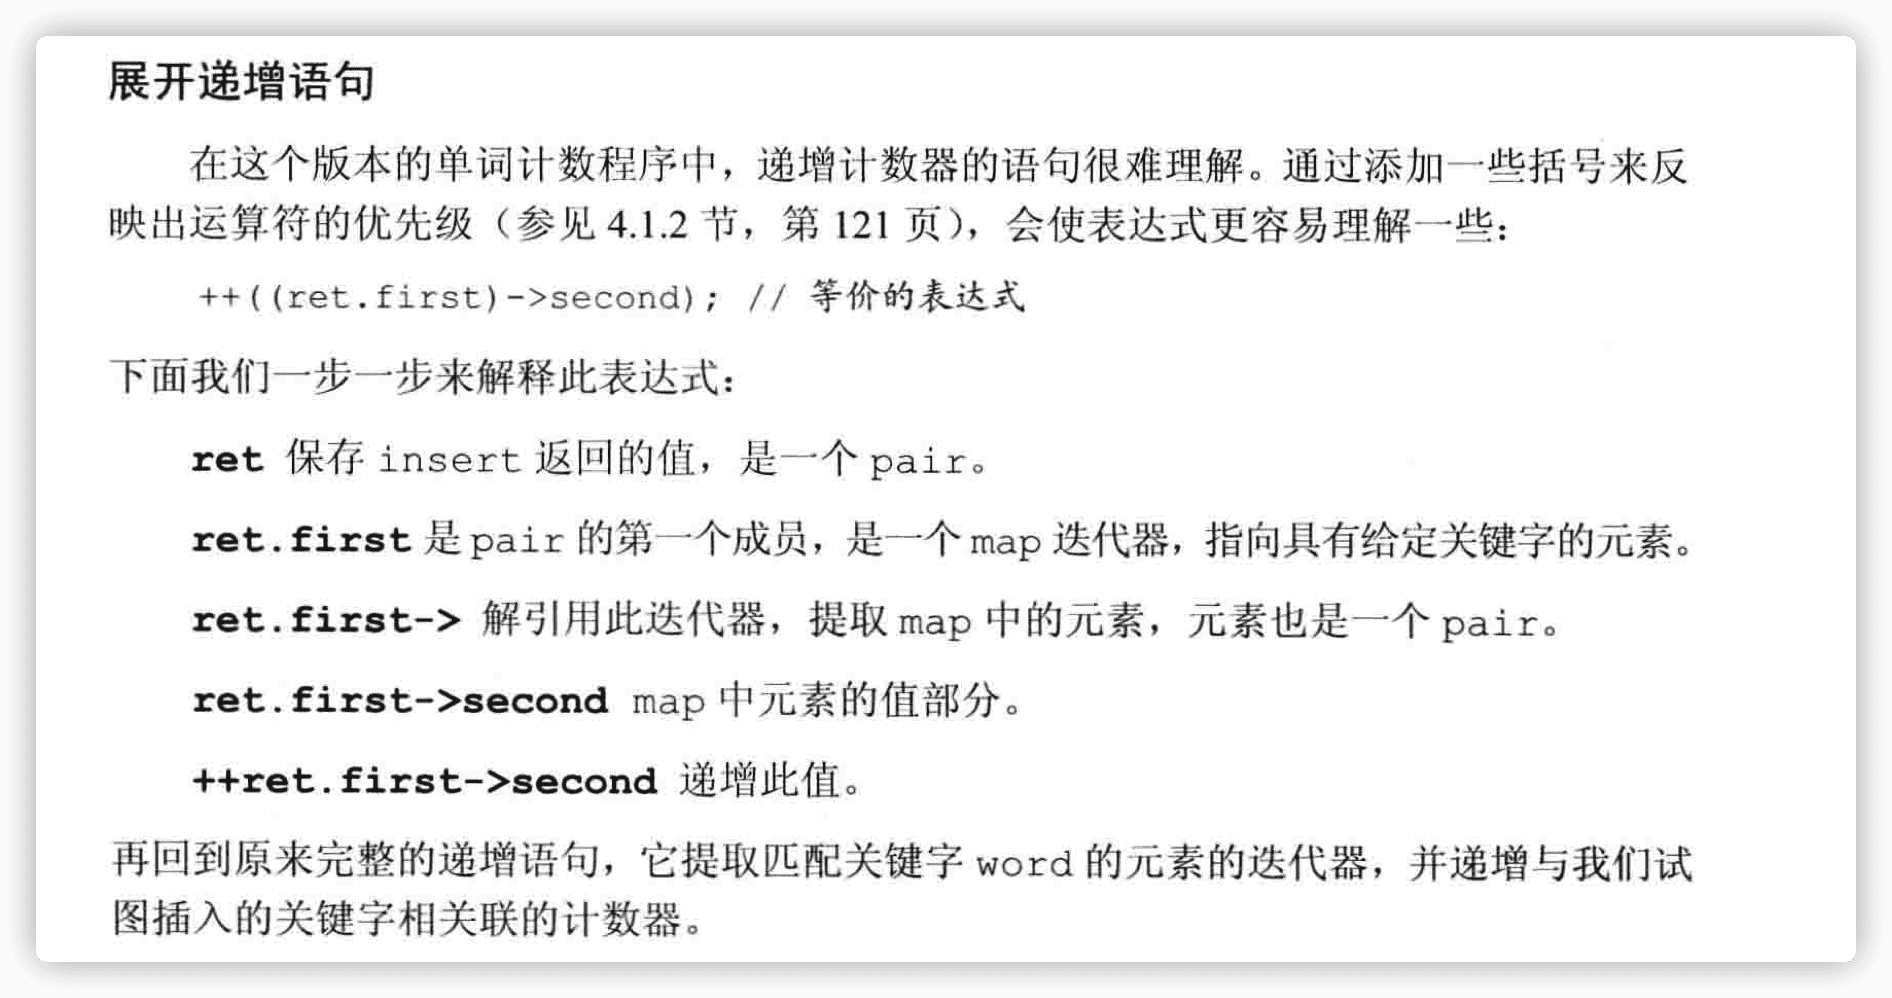 展开递增语句
在这个版本的单词计数程序中，递增计数器的语句很难理解。通过添加一些括号来反
映出运算符的优先级（参见 4.1.2 节，第 121 页），会使表达式更容易理解一些：
++((ret.first)->second); // 等价的表达式
下面我们一步一步来解释此表达式：
ret 保存 insert 返回的值，是一个 pair。
ret.first 是 pair 的第一个成员，是一个 map 迭代器，指向具有给定关键字的元素。
ret.first-> 解引用此迭代器，提取 map 中的元素，元素也是一个 pair。
ret.first->second map 中元素的值部分。
++ret.first->second 递增此值。
再回到原来完整的递增语句，它提取匹配关键字 word 的元素的迭代器，并递增与我们试
图插入的关键字相关联的计数器。